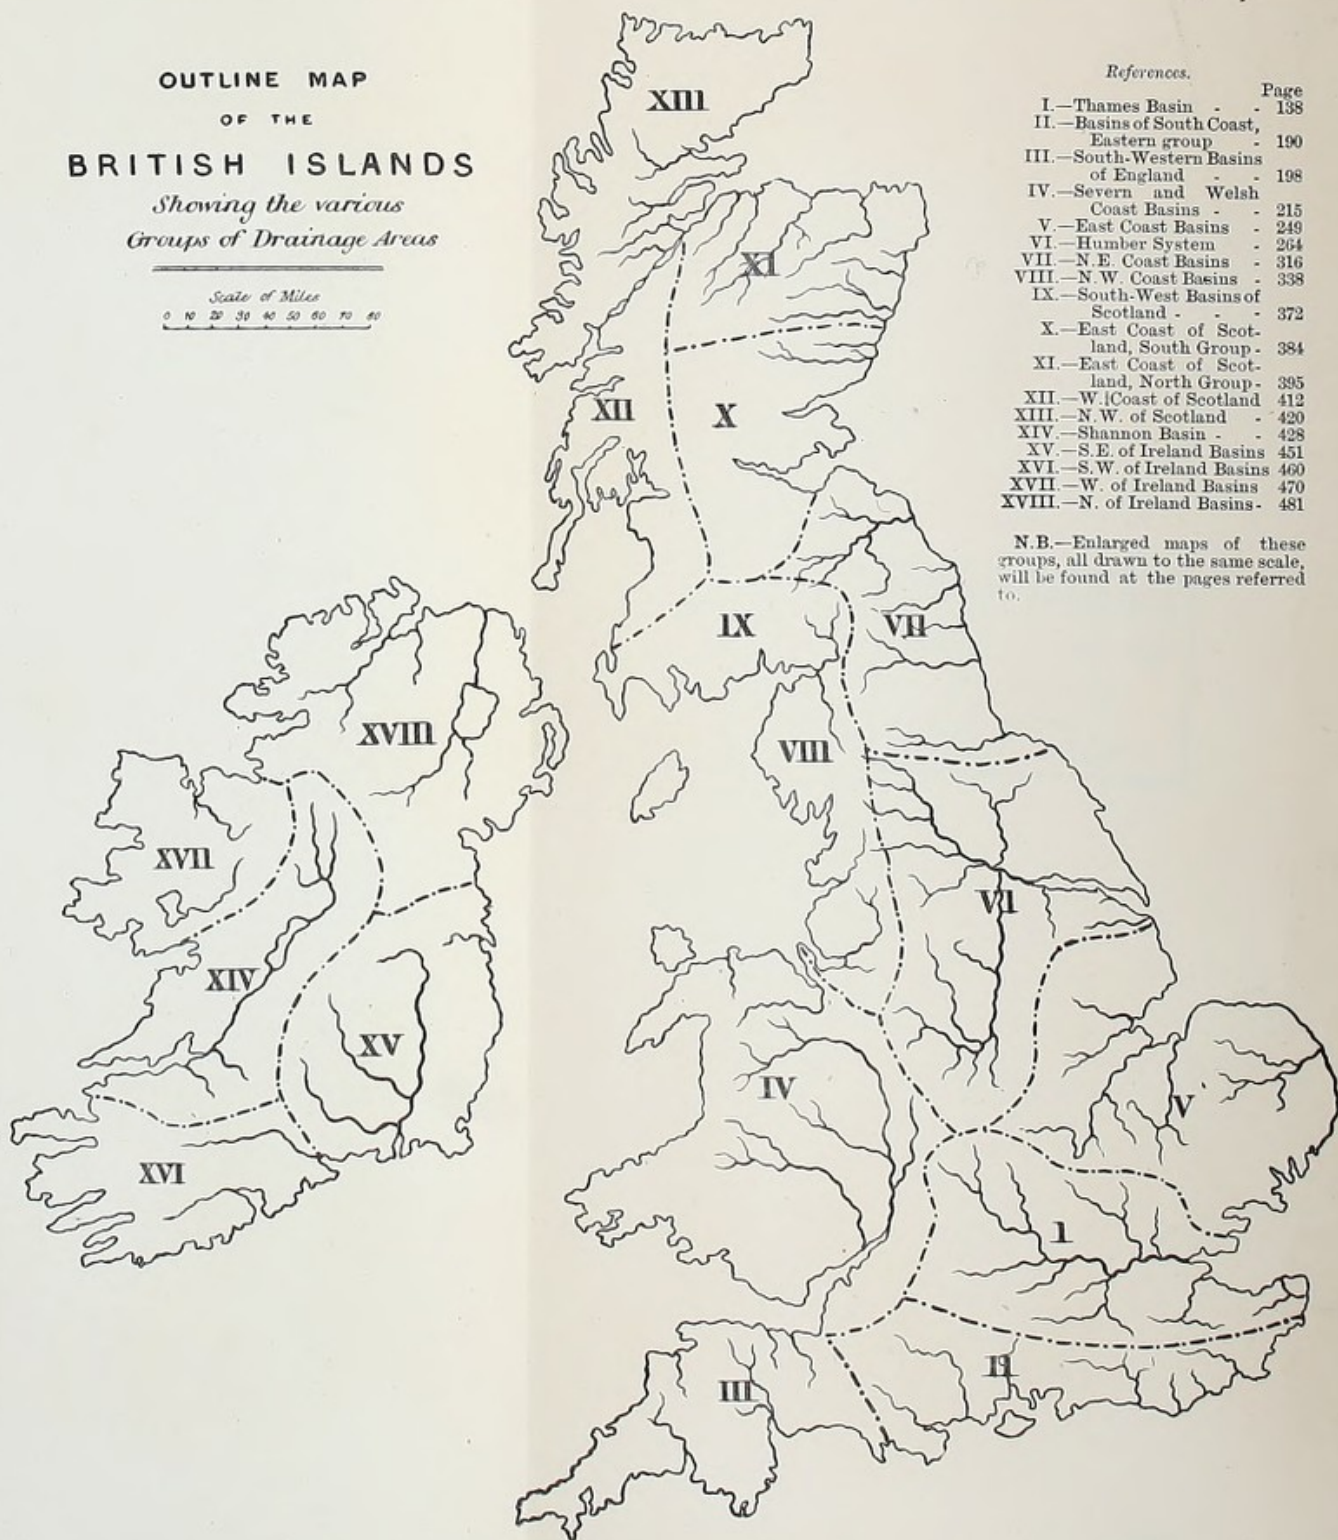 OUTLINE MAP
OF THE
BRITISH ISLANDS
Showing the various
Groups of Drainage Areas
Scale of Miles
0 10 20 30 40 50 60 70 80
References.
Page
I.—Thames Basin - - 138
II.—Basins of South Coast,
Eastern group - 190
III.—South-Western Basins
of England - - 198
IV.—Severn and Welsh
Coast Basins - - 215
V.—East Coast Basins - 249
VI.—Humber System - 264
VII.—N.E. Coast Basins - 316
VIII.—N.W. Coast Basins - 338
IX.—South-West Basins of
Scotland - - - 372
X.—East Coast of Scot-
land, South Group - 384
XI.—East Coast of Scot-
land, North Group - 395
XII.—W. Coast of Scotland 412
XIII.—N.W. of Scotland - 420
XIV.—Shannon Basin - - 428
XV.—S.E. of Ireland Basins 451
XVI.—S.W. of Ireland Basins 460
XVII.—W. of Ireland Basins 470
XVIII.—N. of Ireland Basins - 481
N.B.—Enlarged maps of these
groups, all drawn to the same scale,
will be found at the pages referred
to.
XIII
XI
XII
X
IX
VII
XVIII
VIII
XVII
VI
XIV
XV
IV
V
XVI
I
II
III